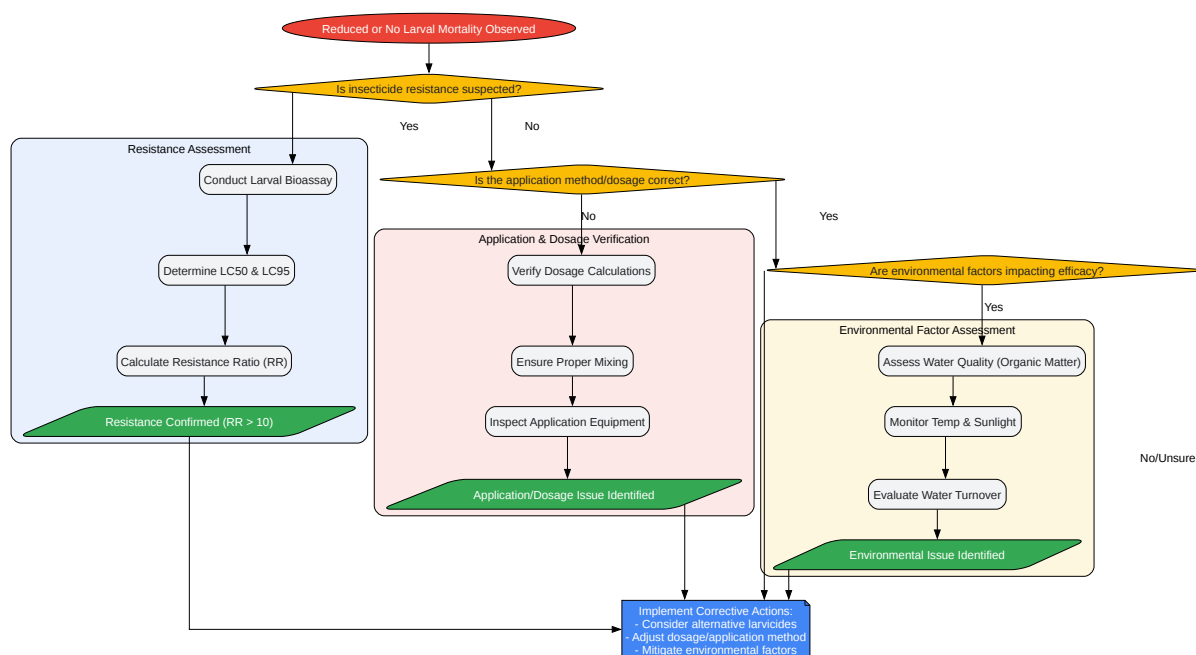 Reduced or No Larval Mortality Observed
Is insecticide resistance suspected?
Yes
No
Resistance Assessment
Conduct Larval Bioassay
Determine LC50 & LC95
Calculate Resistance Ratio (RR)
Resistance Confirmed (RR > 10)
Is the application method/dosage correct?
No
Yes
Application & Dosage Verification
Verify Dosage Calculations
Ensure Proper Mixing
Inspect Application Equipment
Application/Dosage Issue Identified
Are environmental factors impacting efficacy?
Yes
Environmental Factor Assessment
Assess Water Quality (Organic Matter)
Monitor Temp & Sunlight
Evaluate Water Turnover
Environmental Issue Identified
No/Unsure
Implement Corrective Actions:
- Consider alternative larvicides
- Adjust dosage/application method
- Mitigate environmental factors